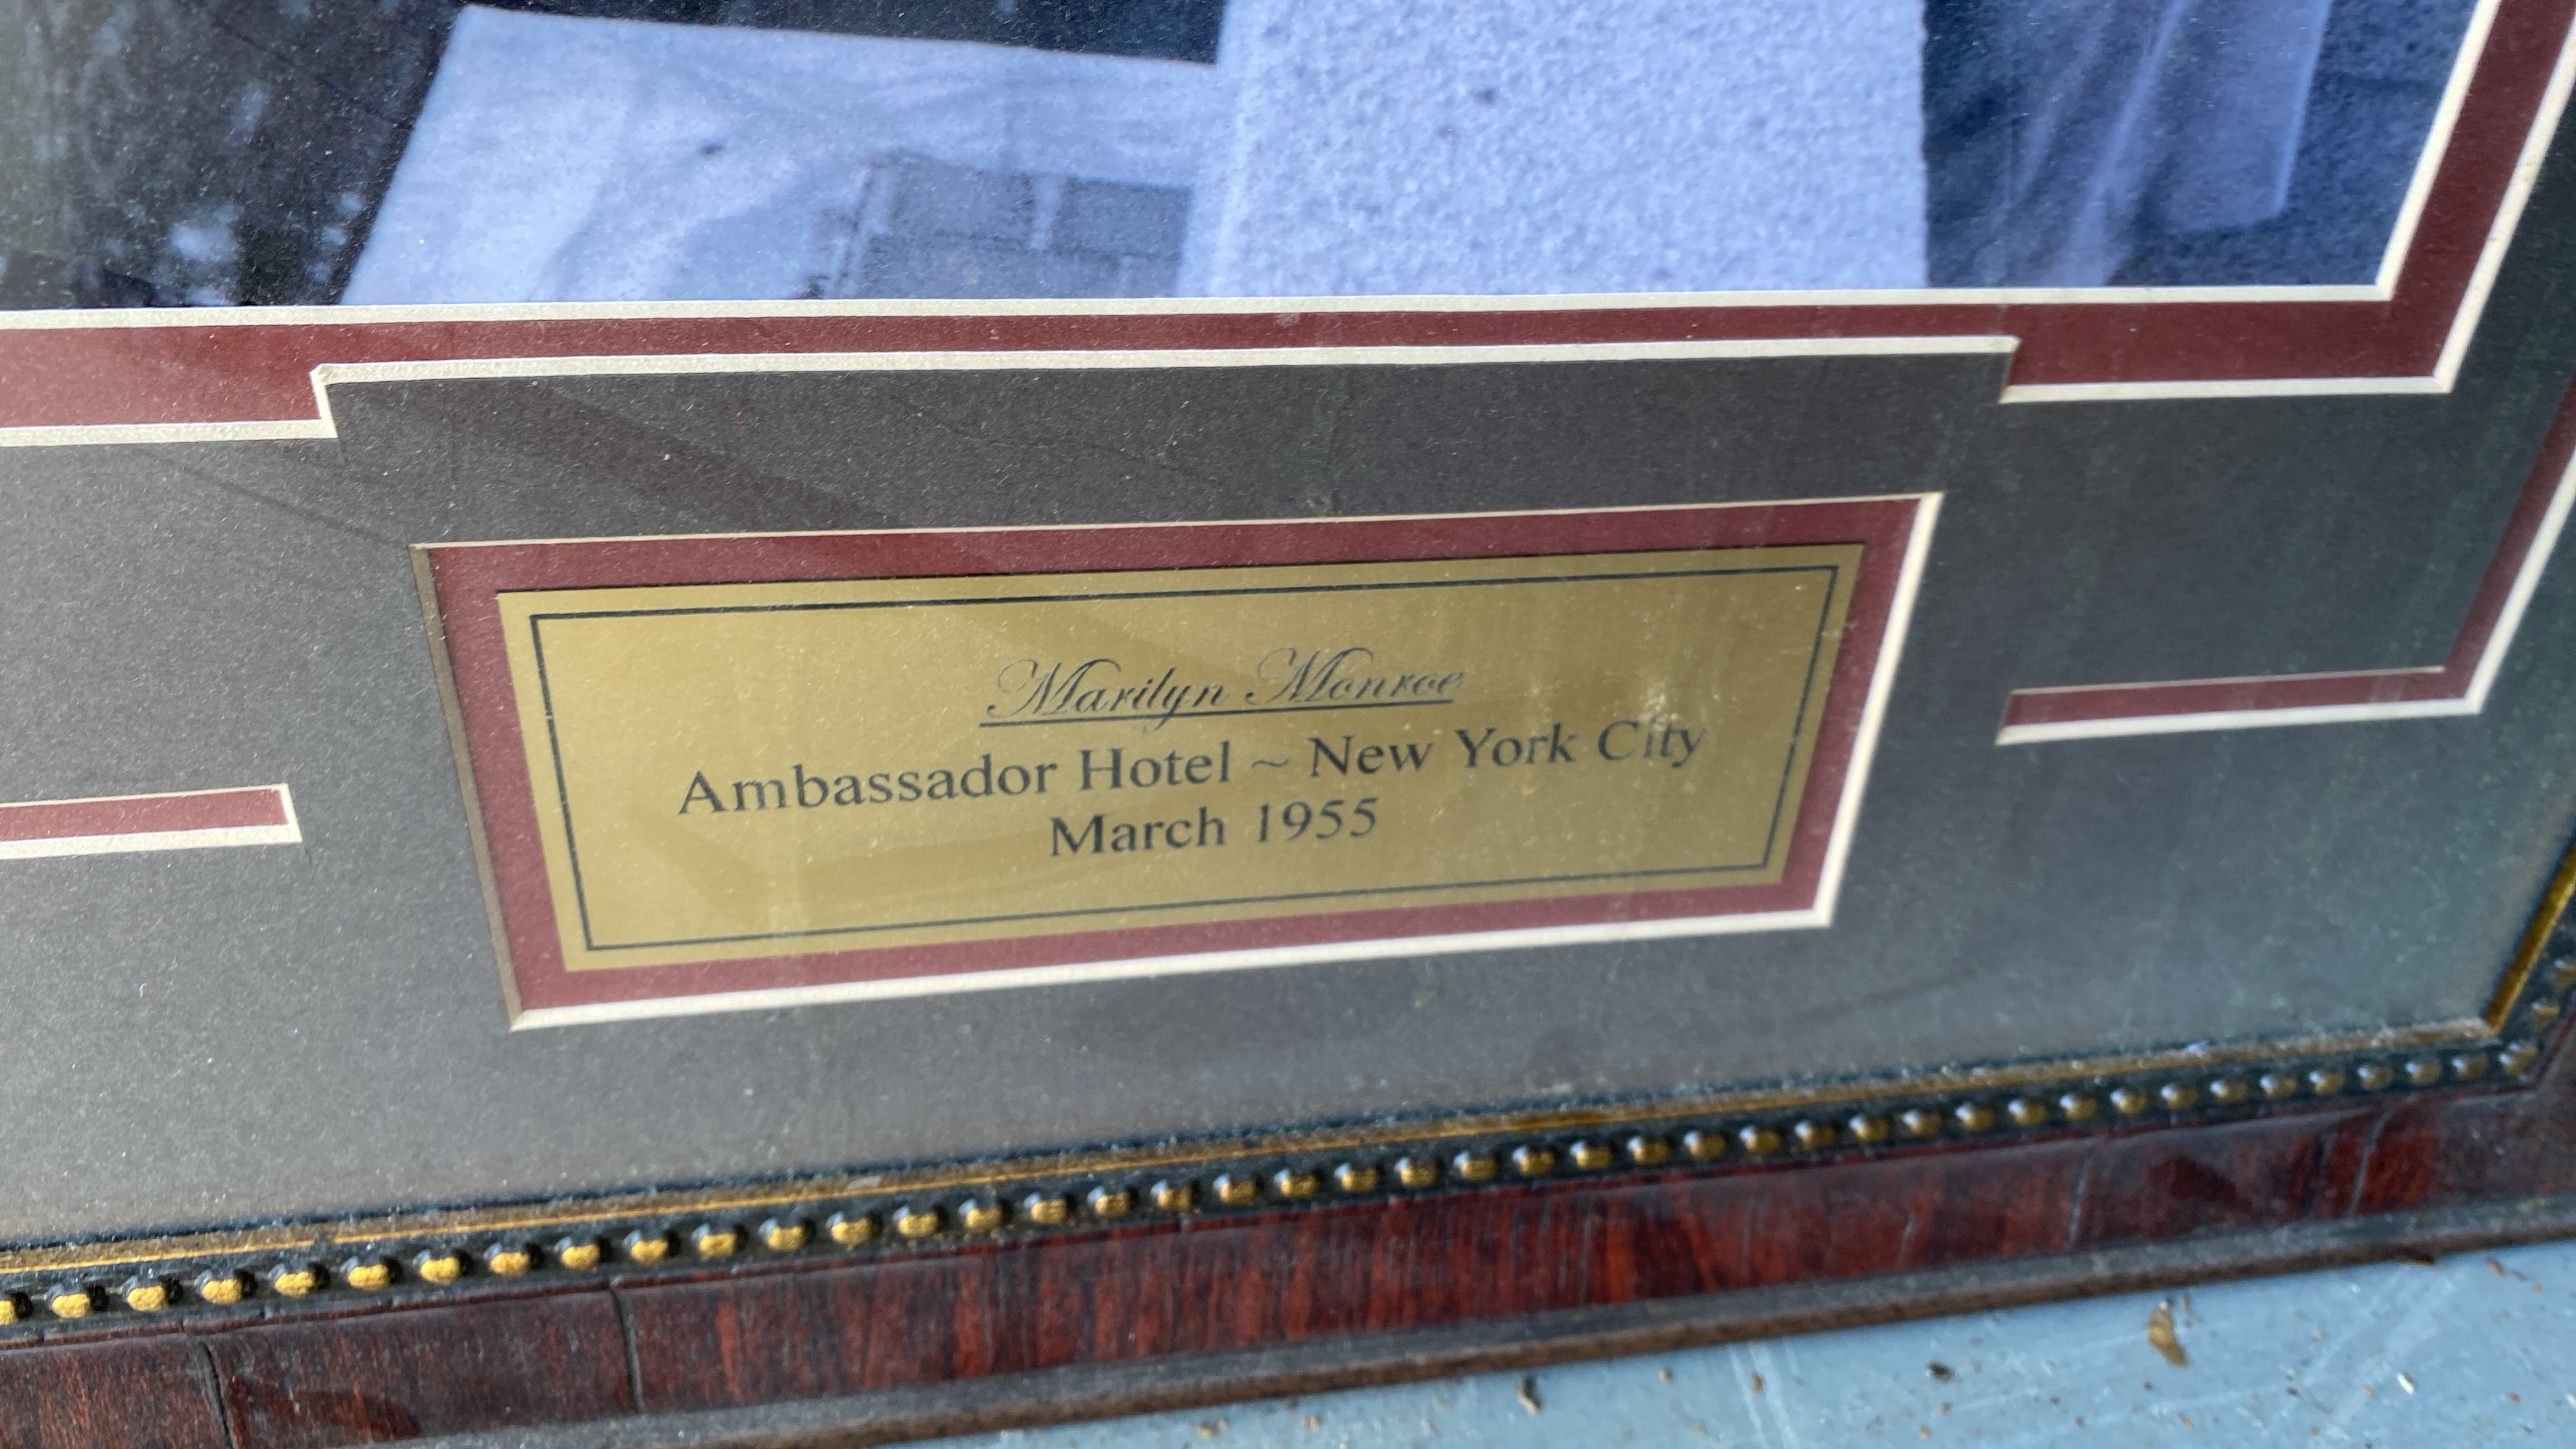 Marilyn Monroe
Ambassador Hotel ~ New York City
March 1955